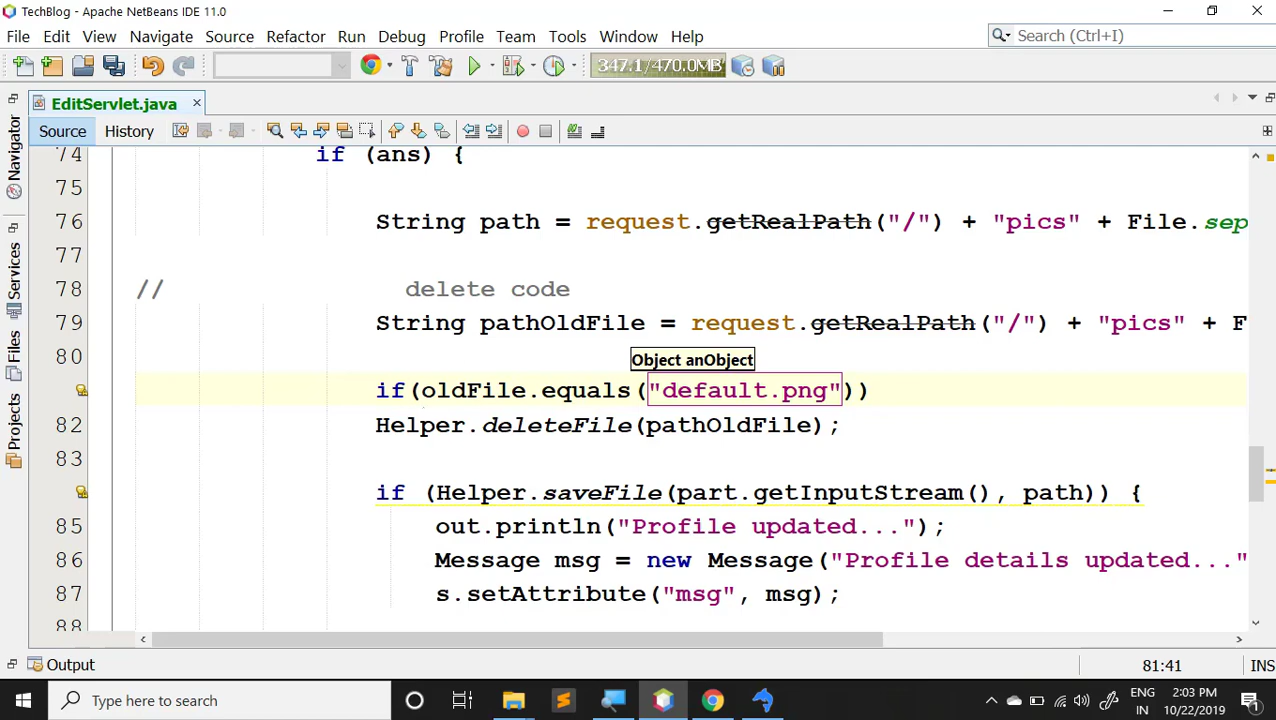 TechBlog - Apache NetBeans IDE 11.0
File Edit View Navigate Source Refactor Run Debug Profile Team Tools Window Help
Search (Ctrl+I)
347.1/470.0MB
EditServlet.java
Source History
Navigator
Services
Files
Projects
74 if (ans) {
75
76 String path = request.getRealPath("/") + "pics" + File.sep
77
78 // delete code
79 String pathOldFile = request.getRealPath("/") + "pics" + F
80
Object anObject
if(oldFile.equals("default.png"))
82 Helper.deleteFile(pathOldFile);
83
if (Helper.saveFile(part.getInputStream(), path)) {
85 out.println("Profile updated...");
86 Message msg = new Message("Profile details updated..."
87 s.setAttribute("msg", msg);
88
Output
81:41 INS
Type here to search
ENG 2:03 PM
IN 10/22/2019
1